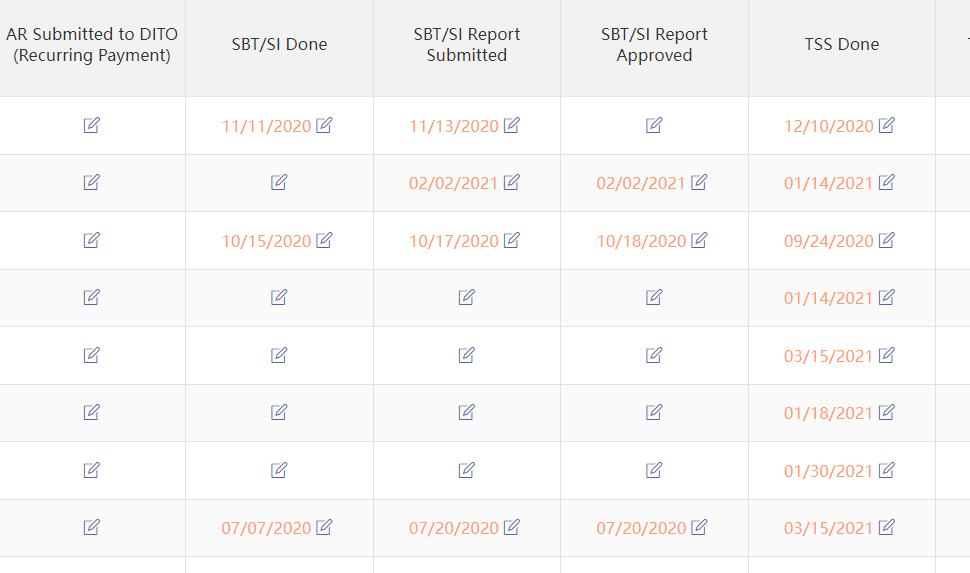 AR Submitted to DITO
(Recurring Payment)
SBT/SI Done
SBT/SI Report
Submitted
SBT/SI Report
Approved
TSS Done
11/11/2020 11/13/2020 12/10/2020
02/02/2021 02/02/2021 01/14/2021
10/15/2020 10/17/2020 10/18/2020 09/24/2020
01/14/2021
03/15/2021
01/18/2021
01/30/2021
07/07/2020 07/20/2020 07/20/2020 03/15/2021